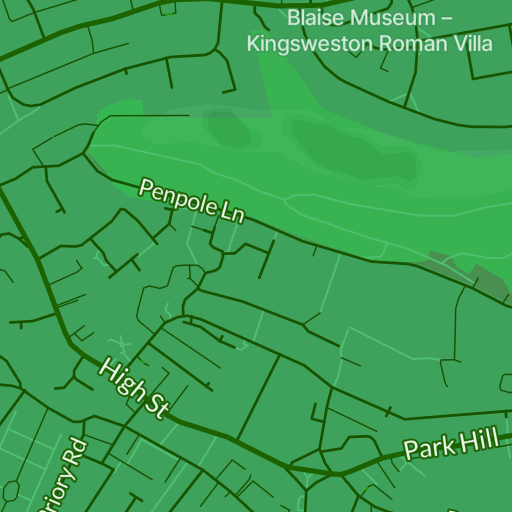 Blaise Museum –
Kingsweston Roman Villa
Penpole Ln
High St
Park Hill
Priory Rd